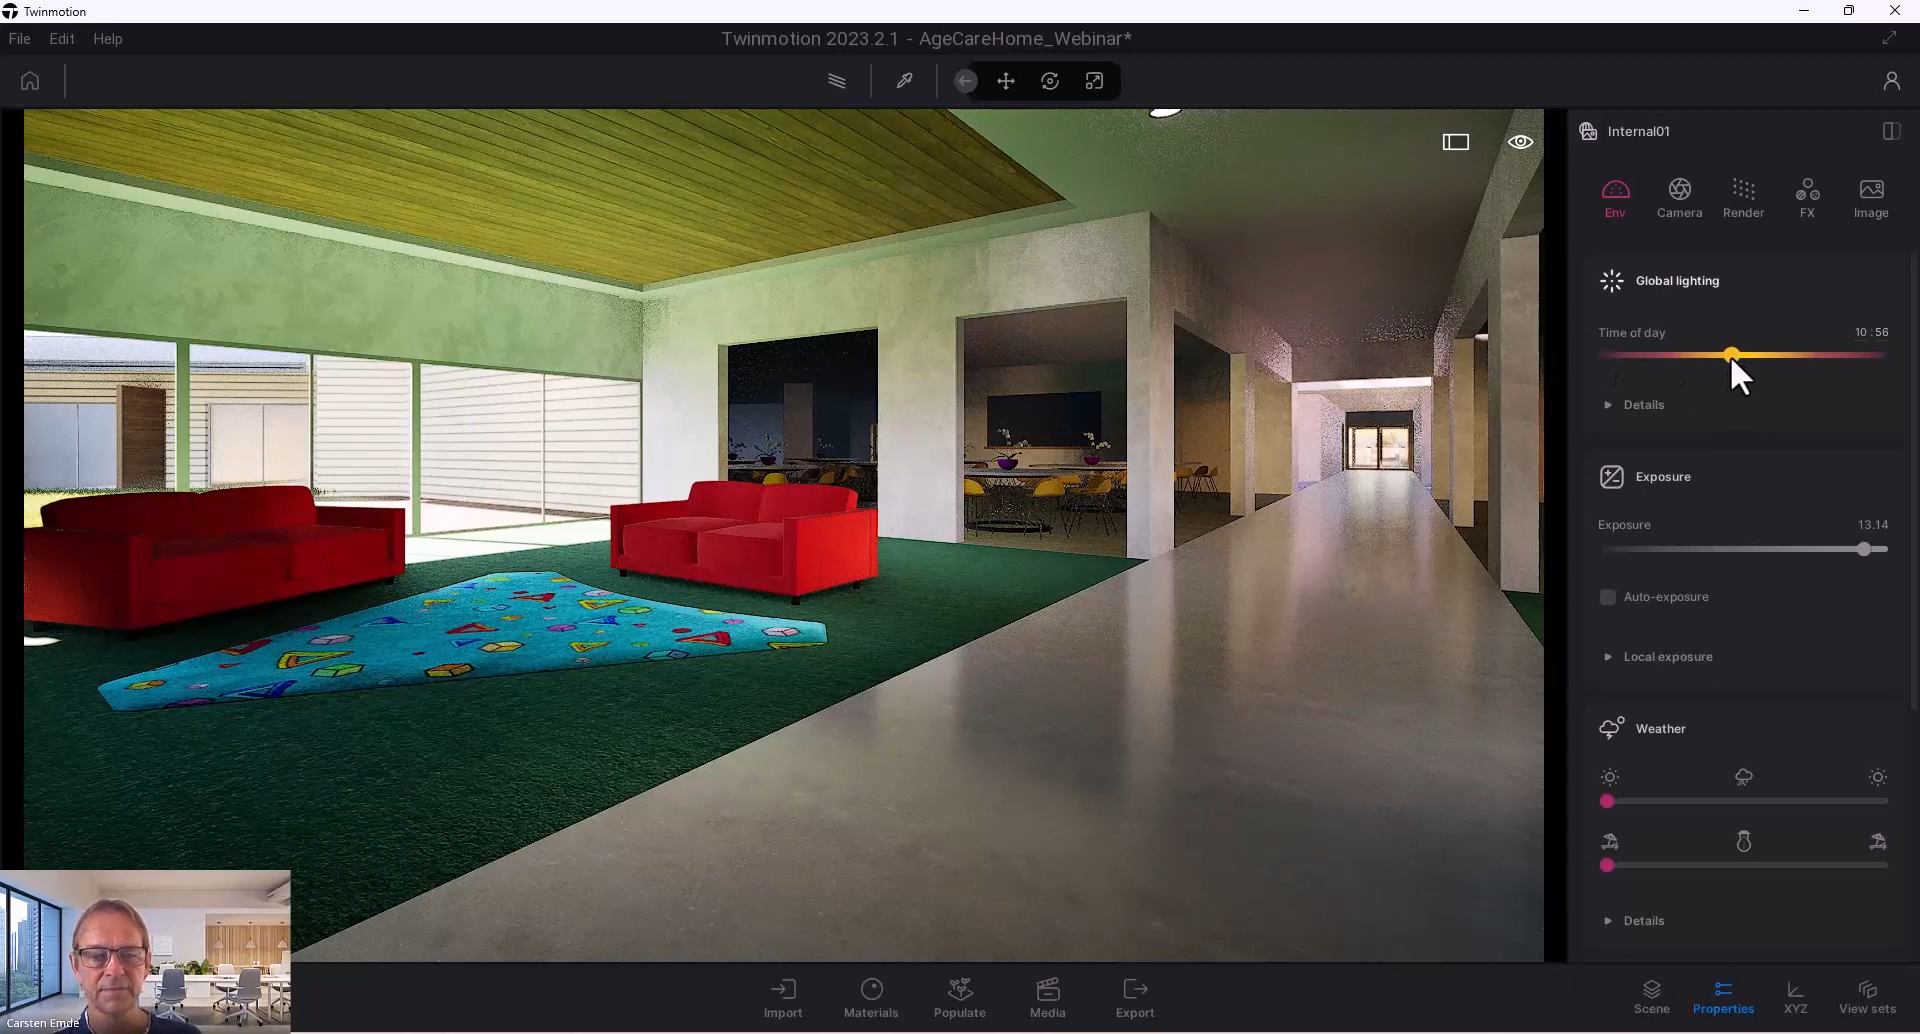 Twinmotion
File Edit Help
Twinmotion 2023.2.1 - AgeCareHome_Webinar*
Internal01
Env Camera Render FX Image
Global lighting
Time of day 10 : 56
Details
Exposure
Exposure 13.14
Auto-exposure
Local exposure
Weather
Details
Carsten Emde
Import Materials Populate Media Export
Scene Properties XYZ View sets